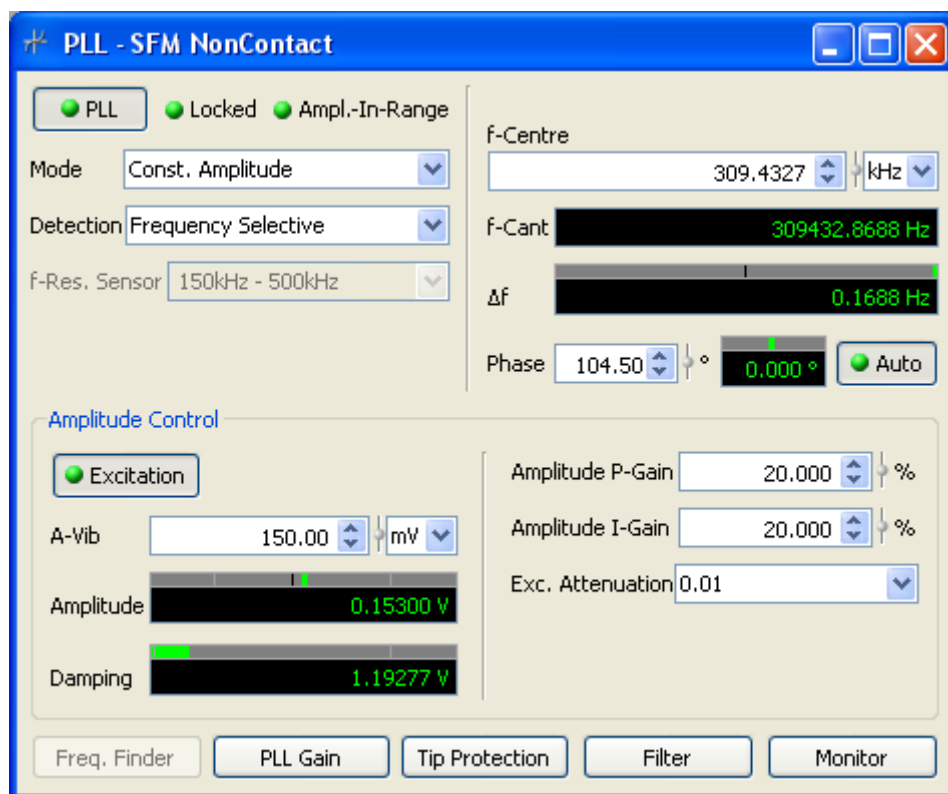 PLL - SFM NonContact
PLL Locked Ampl.-In-Range
Mode Const. Amplitude
Detection Frequency Selective
f-Res. Sensor 150kHz - 500kHz
f-Centre
309.4327 kHz
f-Cant 309432.8688 Hz
Δf 0.1688 Hz
Phase 104.50 ° 0.000 ° Auto
Amplitude Control
Excitation
A-Vib 150.00 mV
Amplitude 0.15300 V
Damping 1.19277 V
Amplitude P-Gain 20.000 %
Amplitude I-Gain 20.000 %
Exc. Attenuation 0.01
Freq. Finder PLL Gain Tip Protection Filter Monitor